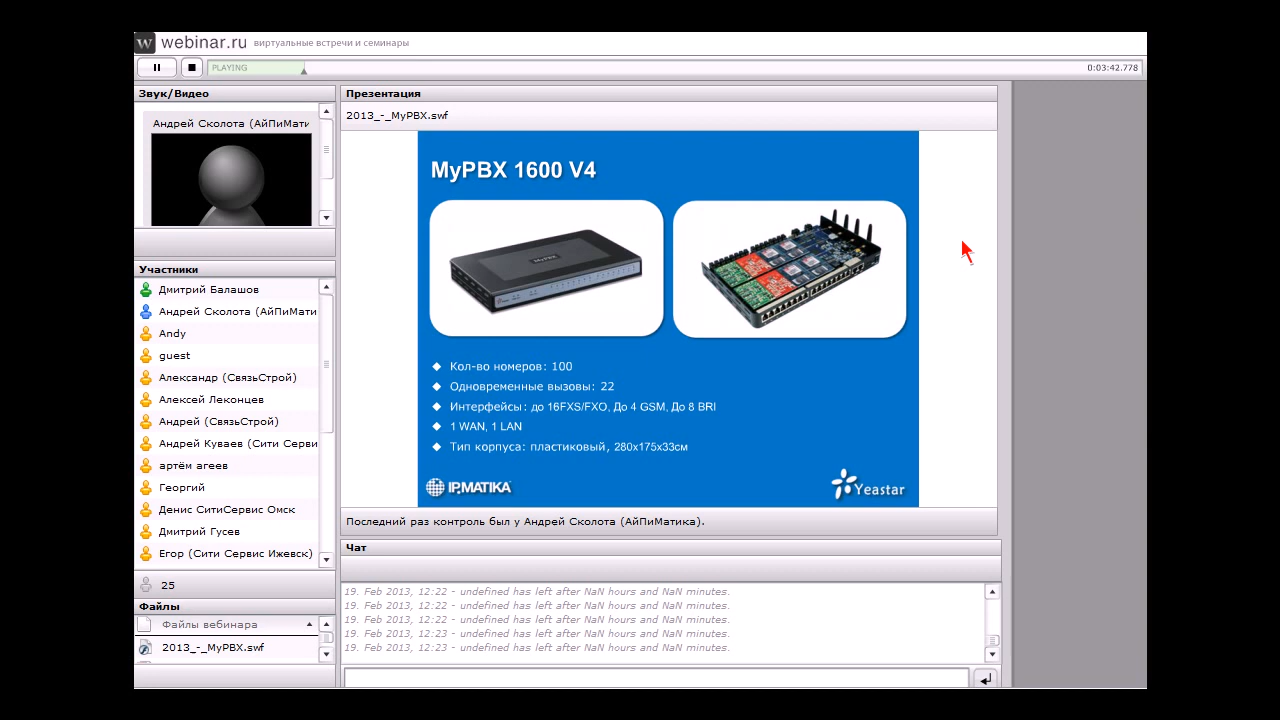 webinar.ru виртуальные встречи и семинары
PLAYING
0:03:42.778
Звук/Видео
Андрей Сколота (АйПиМати
Участники
Дмитрий Балашов
Андрей Сколота (АйПиМати
Andy
guest
Александр (СвязьСтрой)
Алексей Леконцев
Андрей (СвязьСтрой)
Андрей Куваев (Сити Серви
артём агеев
Георгий
Денис СитиСервис Омск
Дмитрий Гусев
Егор (Сити Сервис Ижевск)
25
Файлы
Файлы вебинара
2013_-_MyPBX.swf
Презентация
2013_-_MyPBX.swf
MyPBX 1600 V4
MyPBX
Кол-во номеров: 100
Одновременные вызовы: 22
Интерфейсы: до 16FXS/FXO, До 4 GSM, До 8 BRI
1 WAN, 1 LAN
Тип корпуса: пластиковый, 280x175x33см
IPMATIKA
Yeastar
Последний раз контроль был у Андрей Сколота (АйПиМатика).
Чат
19. Feb 2013, 12:22 - undefined has left after NaN hours and NaN minutes.
19. Feb 2013, 12:22 - undefined has left after NaN hours and NaN minutes.
19. Feb 2013, 12:22 - undefined has left after NaN hours and NaN minutes.
19. Feb 2013, 12:23 - undefined has left after NaN hours and NaN minutes.
19. Feb 2013, 12:23 - undefined has left after NaN hours and NaN minutes.